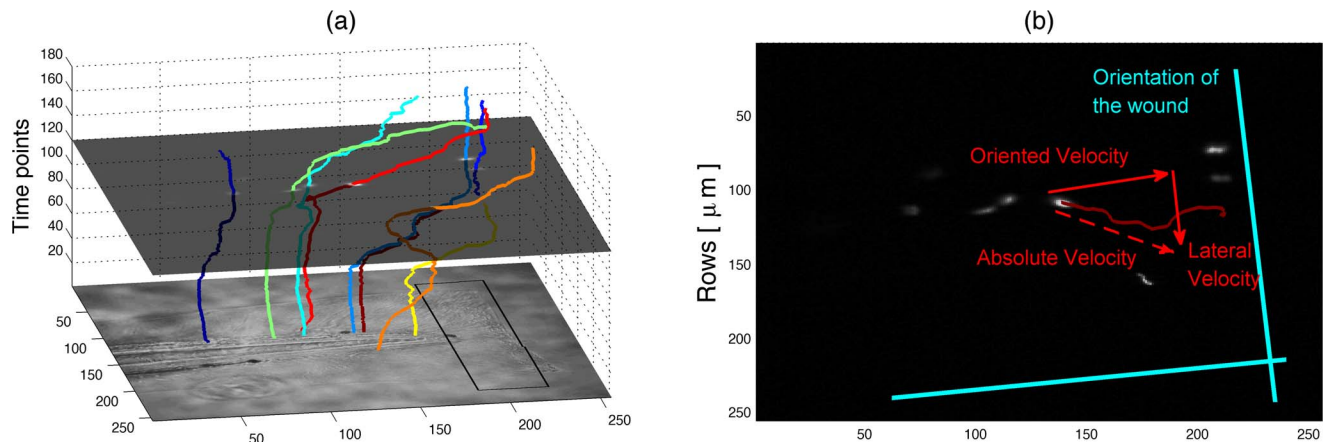 (a)
180
160
140
120
100
80
60
40
20
Time points
50
100
150
200
250
50
100
150
200
250
(b)
Orientation of
the wound
Oriented Velocity
Absolute Velocity
Lateral
Velocity
Rows [ μ m]
50
100
150
200
250
50
100
150
200
250